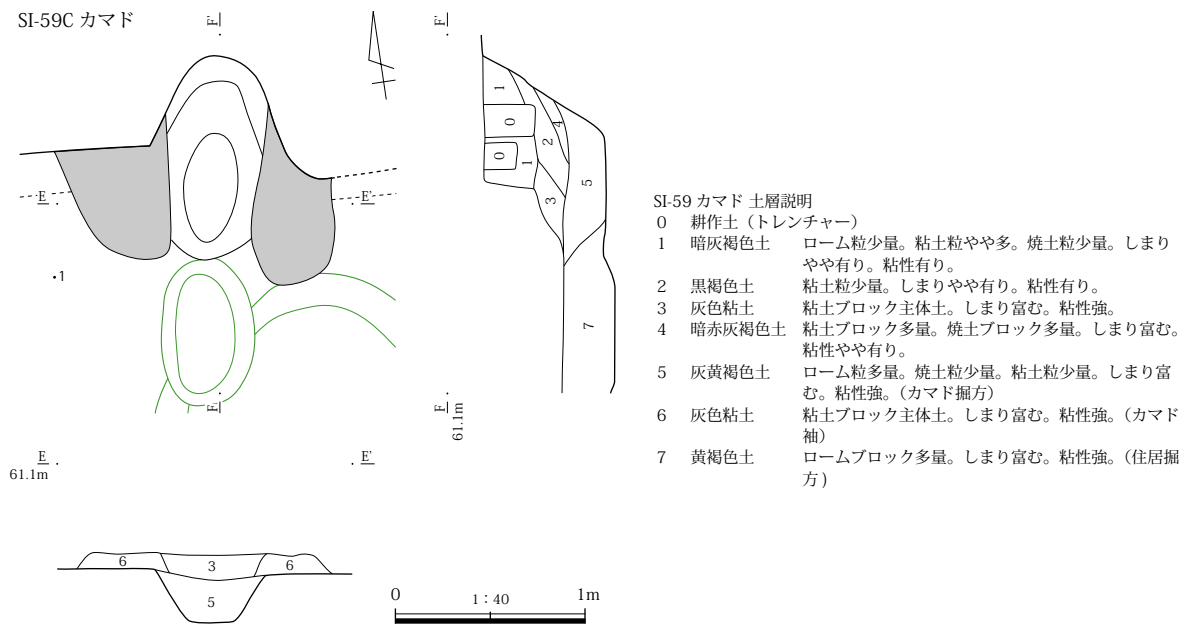 SI-59C カマド
F'
F'
1
0
4
2
0
1
5
3
E
E'
1
7
F
F
61.1m
E
61.1m
E'
6
3
6
5
0
1:40
1m
SI-59 カマド 土層説明
0 耕作土（トレンチャー）
1 暗灰褐色土 ローム粒少量。粘土粒やや多。焼土粒少量。しまり
やや有り。粘性有り。
2 黒褐色土 粘土粒少量。しまりやや有り。粘性有り。
3 灰色粘土 粘土ブロック主体土。しまり富む。粘性強。
4 暗赤灰褐色土 粘土ブロック多量。焼土ブロック多量。しまり富む。
粘性やや有り。
5 灰黄褐色土 ローム粒多量。焼土粒少量。粘土粒少量。しまり富
む。粘性強。（カマド掘方）
6 灰色粘土 粘土ブロック主体土。しまり富む。粘性強。（カマド
袖）
7 黄褐色土 ロームブロック多量。しまり富む。粘性強。（住居掘
方）